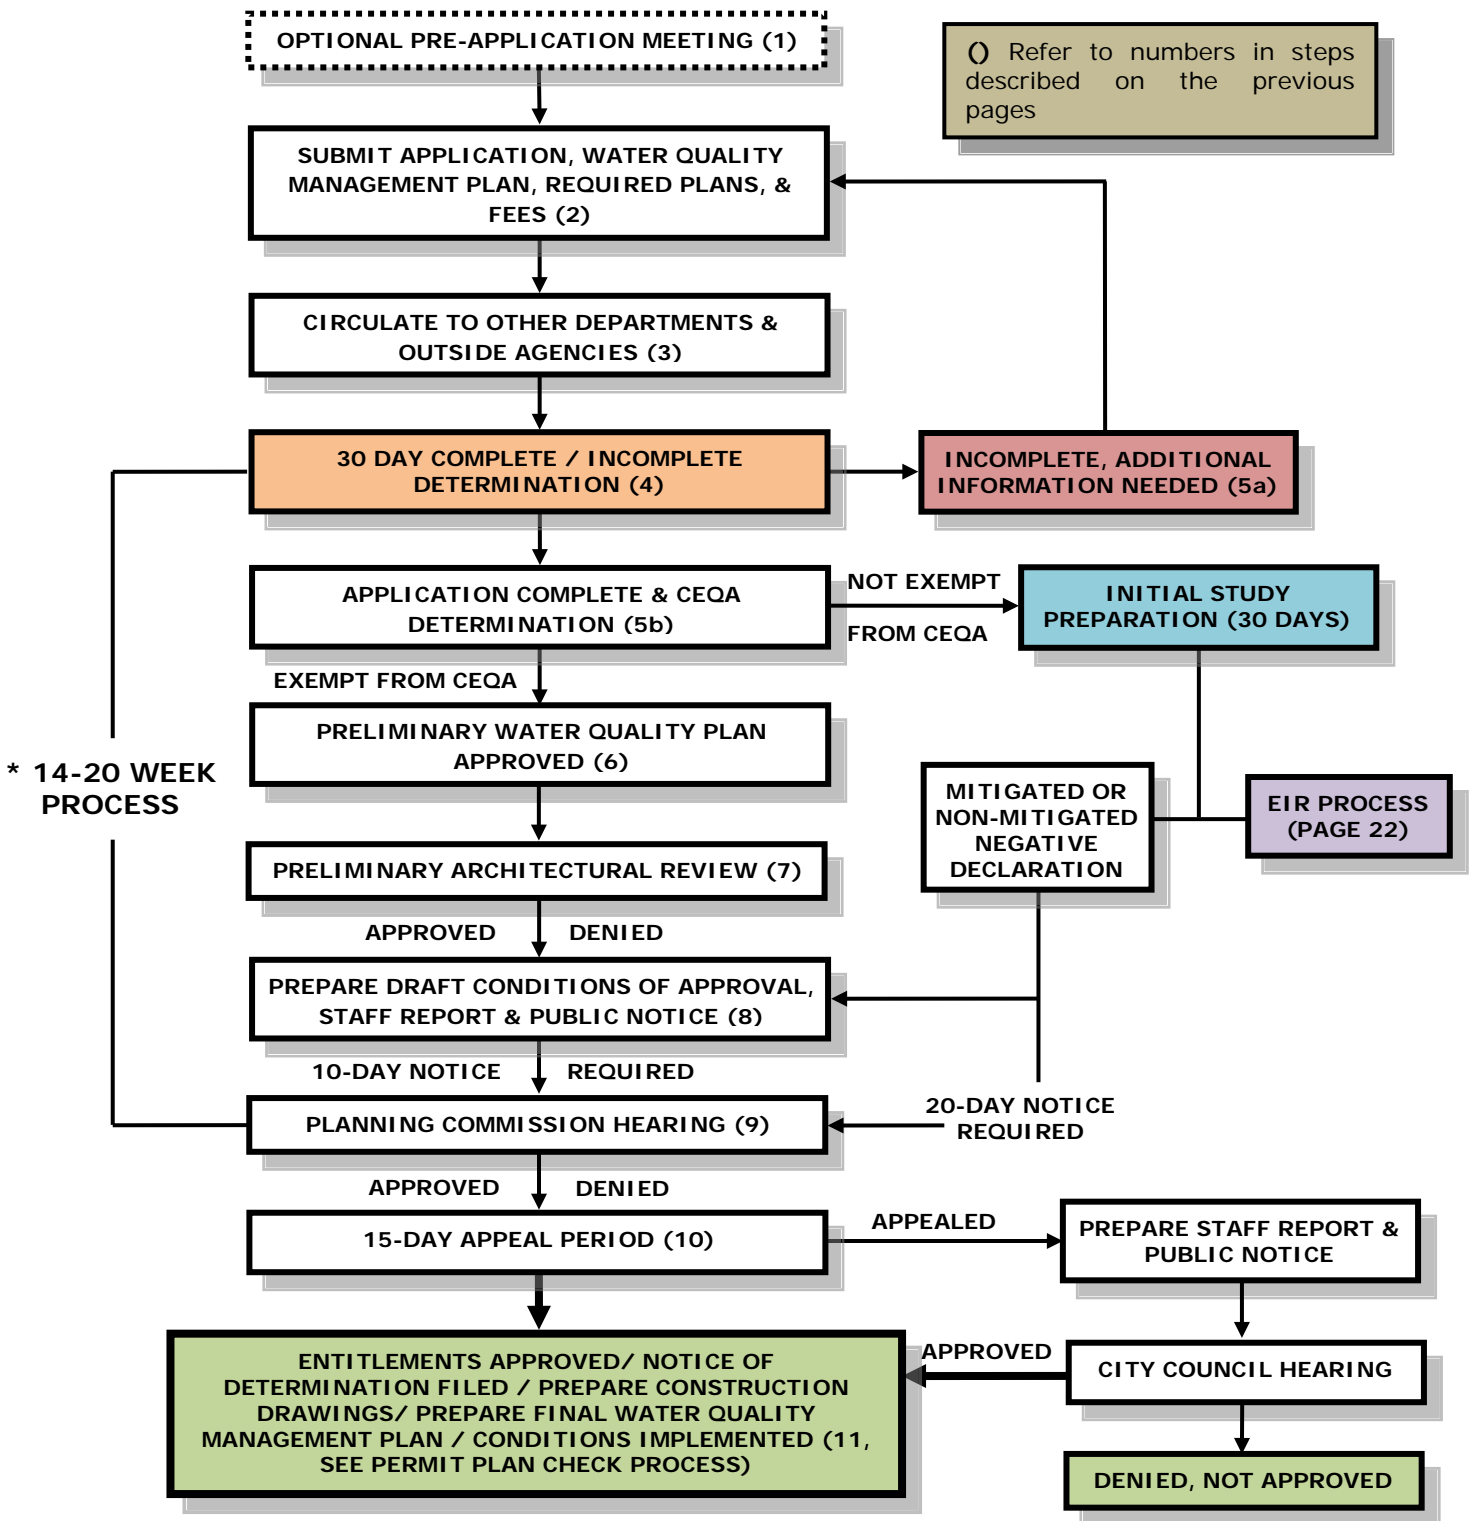 OPTIONAL PRE-APPLICATION MEETING (1)
() Refer to numbers in steps
described on the previous
pages
SUBMIT APPLICATION, WATER QUALITY
MANAGEMENT PLAN, REQUIRED PLANS, &
FEES (2)
CIRCULATE TO OTHER DEPARTMENTS &
OUTSIDE AGENCIES (3)
30 DAY COMPLETE / INCOMPLETE
DETERMINATION (4)
INCOMPLETE, ADDITIONAL
INFORMATION NEEDED (5a)
APPLICATION COMPLETE & CEQA
DETERMINATION (5b)
NOT EXEMPT
FROM CEQA
INITIAL STUDY
PREPARATION (30 DAYS)
EXEMPT FROM CEQA
PRELIMINARY WATER QUALITY PLAN
APPROVED (6)
* 14-20 WEEK
PROCESS
MITIGATED OR
NON-MITIGATED
NEGATIVE
DECLARATION
EIR PROCESS
(PAGE 22)
PRELIMINARY ARCHITECTURAL REVIEW (7)
APPROVED DENIED
PREPARE DRAFT CONDITIONS OF APPROVAL,
STAFF REPORT & PUBLIC NOTICE (8)
10-DAY NOTICE REQUIRED
20-DAY NOTICE
REQUIRED
PLANNING COMMISSION HEARING (9)
APPROVED DENIED
15-DAY APPEAL PERIOD (10)
APPEALED
PREPARE STAFF REPORT &
PUBLIC NOTICE
ENTITLEMENTS APPROVED/ NOTICE OF
DETERMINATION FILED / PREPARE CONSTRUCTION
DRAWINGS/ PREPARE FINAL WATER QUALITY
MANAGEMENT PLAN / CONDITIONS IMPLEMENTED (11,
SEE PERMIT PLAN CHECK PROCESS)
APPROVED
CITY COUNCIL HEARING
DENIED, NOT APPROVED